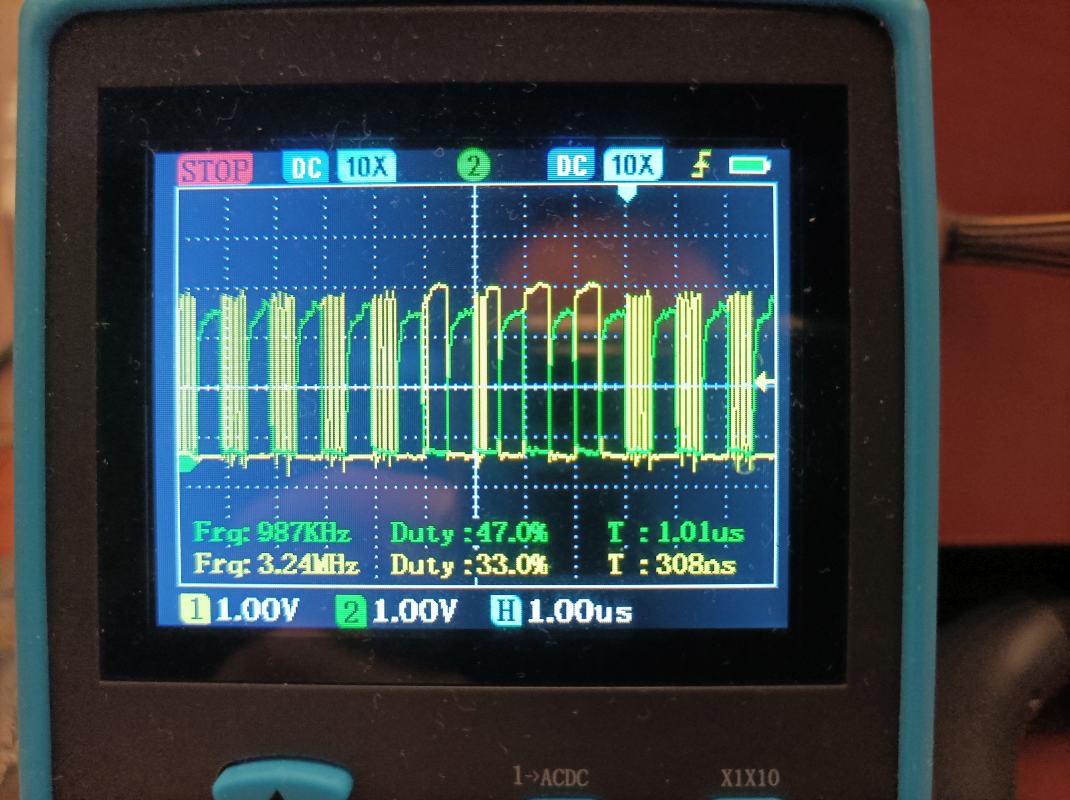 STOP DC 10X 2 DC 10X
Frq: 987KHz Duty :47.0% T : 1.01us
Frq: 3.24MHz Duty :33.0% T : 308ns
1 1.00V 2 1.00V H 1.00us
1->ACDC X1X10